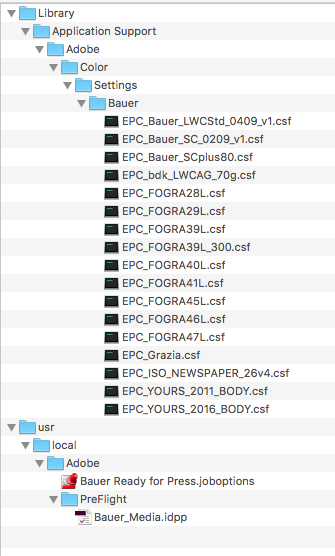 Library
Application Support
Adobe
Color
Settings
Bauer
EPC_Bauer_LWCStd_0409_v1.csf
EPC_Bauer_SC_0209_v1.csf
EPC_Bauer_SCplus80.csf
EPC_bdk_LWCAG_70g.csf
EPC_FOGRA28L.csf
EPC_FOGRA29L.csf
EPC_FOGRA39L.csf
EPC_FOGRA39L_300.csf
EPC_FOGRA40L.csf
EPC_FOGRA41L.csf
EPC_FOGRA45L.csf
EPC_FOGRA46L.csf
EPC_FOGRA47L.csf
EPC_Grazia.csf
EPC_ISO_NEWSPAPER_26v4.csf
EPC_YOURS_2011_BODY.csf
EPC_YOURS_2016_BODY.csf
usr
local
Adobe
Bauer Ready for Press.joboptions
PreFlight
Bauer_Media.idpp